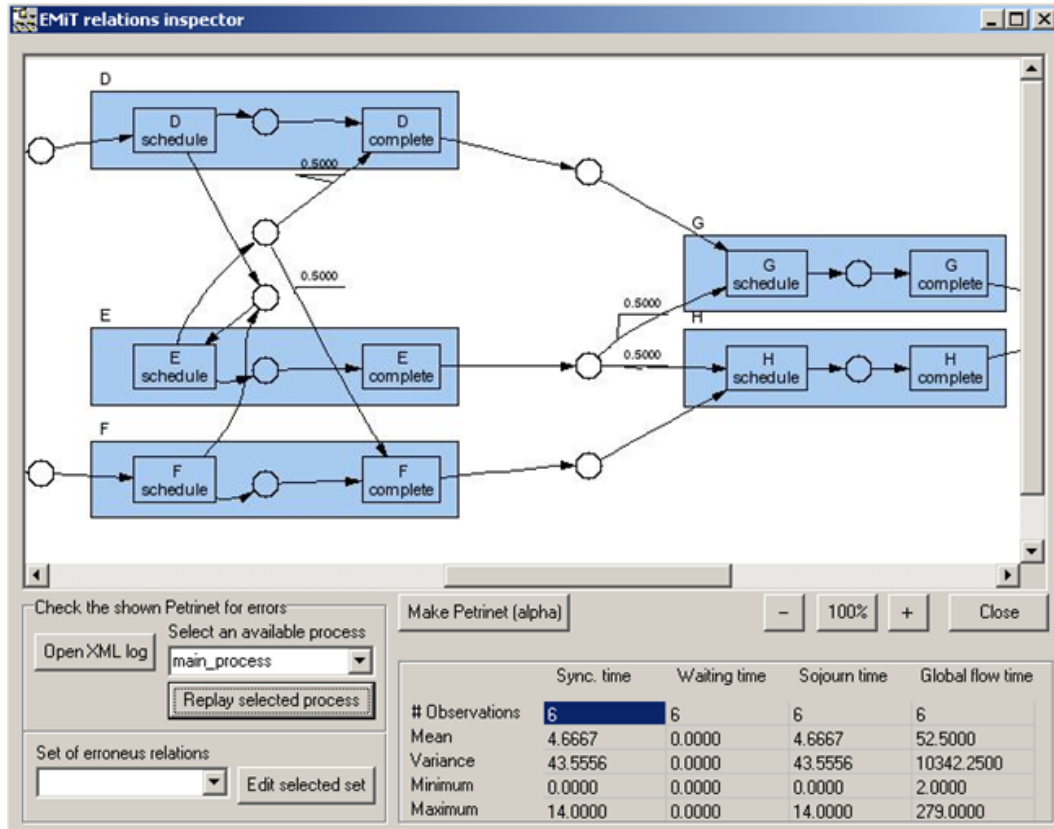 EMiT relations inspector
D
D
schedule
D
complete
0.5000
0.5000
G
G
schedule
G
complete
0.5000
E
E
schedule
E
complete
0.5000
H
H
schedule
H
complete
F
F
schedule
F
complete
Check the shown Petrinet for errors
Open XML log
Select an available process
main_process
Replay selected process
Set of erroneus relations
Edit selected set
Make Petrinet (alpha)
−
100%
+
Close
Sync. time Waiting time Sojourn time Global flow time
# Observations 6 6 6 6
Mean 4.6667 0.0000 4.6667 52.5000
Variance 43.5556 0.0000 43.5556 10342.2500
Minimum 0.0000 0.0000 0.0000 2.0000
Maximum 14.0000 0.0000 14.0000 279.0000